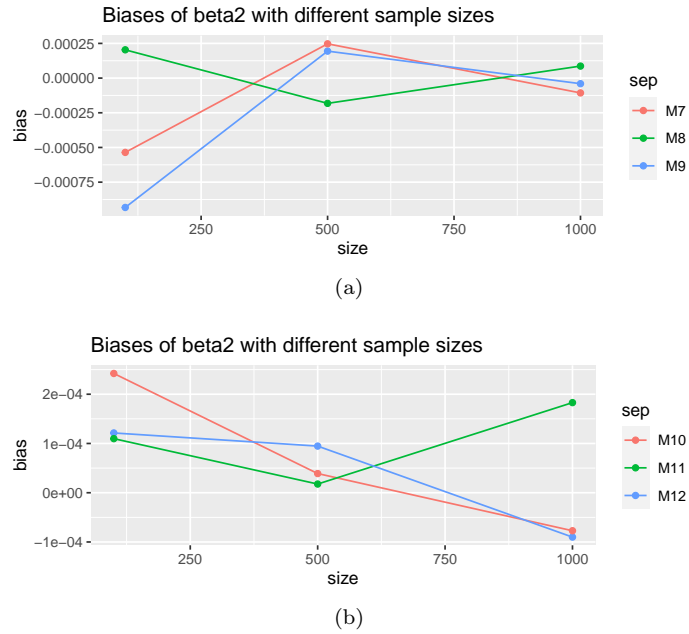 Biases of beta2 with different sample sizes
0.00025
0.00000
−0.00025
−0.00050
−0.00075
bias
250
500
750
1000
size
sep
M7
M8
M9
(a)
Biases of beta2 with different sample sizes
2e−04
1e−04
0e+00
−1e−04
bias
250
500
750
1000
size
sep
M10
M11
M12
(b)